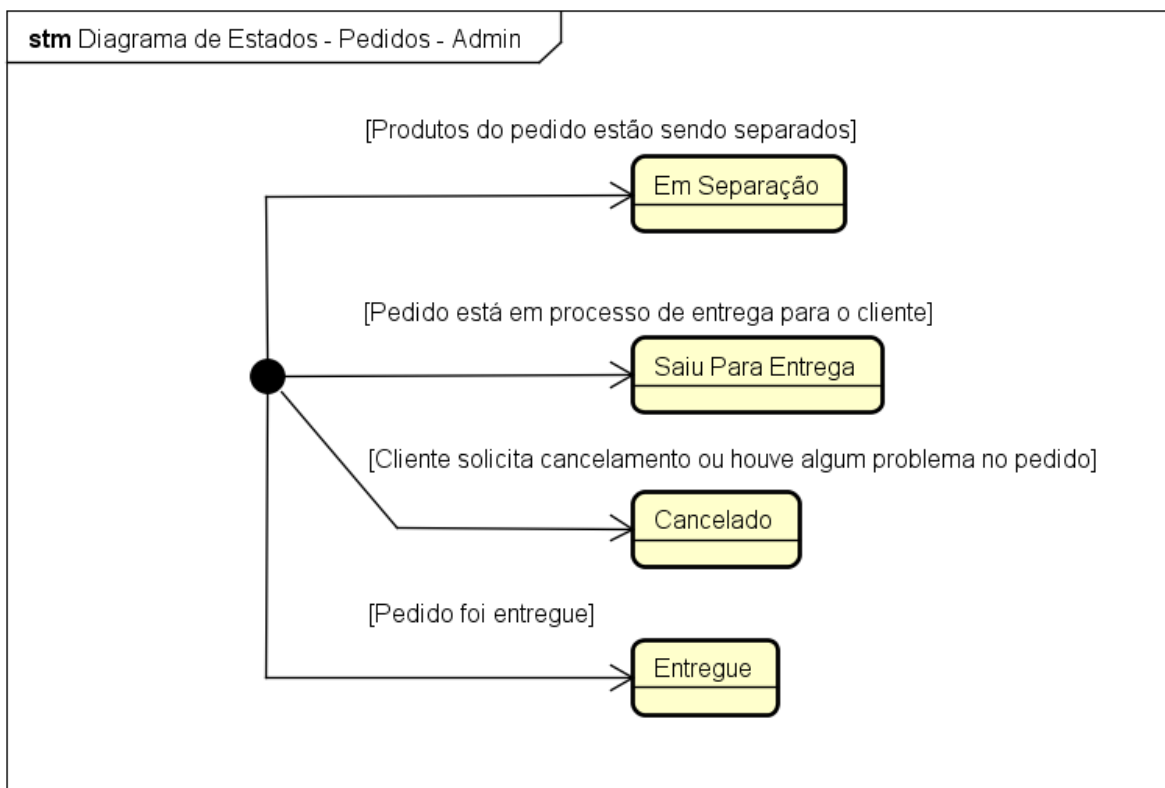 stm Diagrama de Estados - Pedidos - Admin
[Produtos do pedido estão sendo separados]
Em Separação
[Pedido está em processo de entrega para o cliente]
Saiu Para Entrega
[Cliente solicita cancelamento ou houve algum problema no pedido]
Cancelado
[Pedido foi entregue]
Entregue